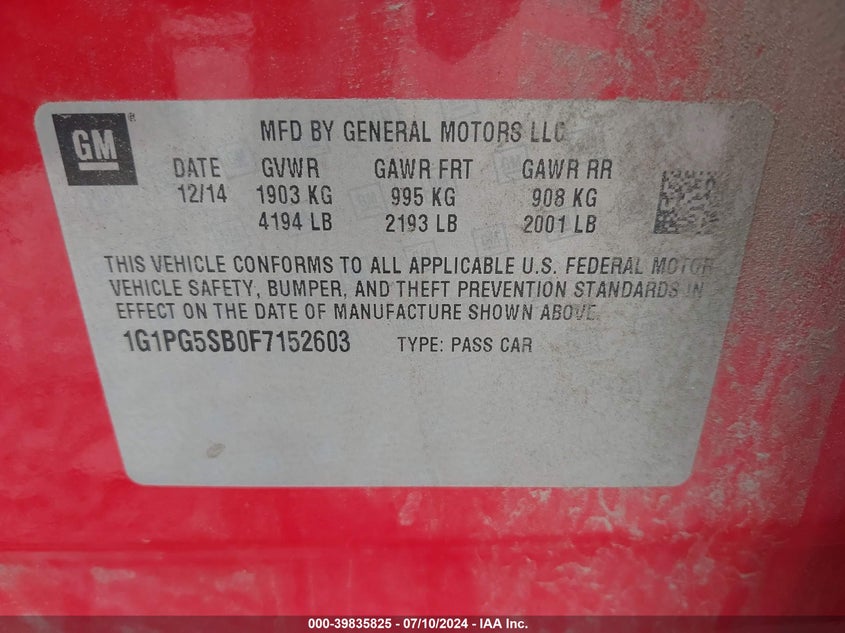 GM
MFD BY GENERAL MOTORS LLC
DATE GVWR GAWR FRT GAWR RR
12/14 1903 KG 995 KG 908 KG
4194 LB 2193 LB 2001 LB
THIS VEHICLE CONFORMS TO ALL APPLICABLE U.S. FEDERAL MOTOR
VEHICLE SAFETY, BUMPER, AND THEFT PREVENTION STANDARDS IN
EFFECT ON THE DATE OF MANUFACTURE SHOWN ABOVE.
1G1PG5SB0F7152603 TYPE: PASS CAR
000-39835825 - 07/10/2024 - IAA Inc.